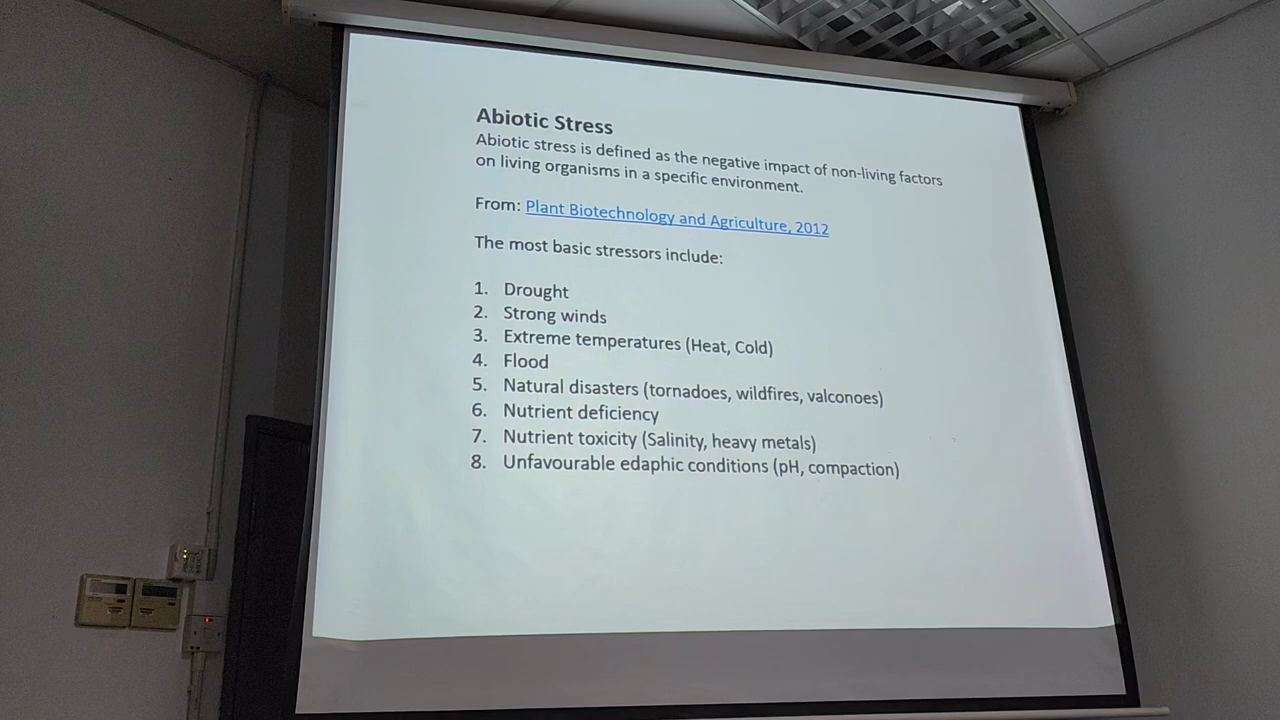 Abiotic Stress
Abiotic stress is defined as the negative impact of non-living factors
on living organisms in a specific environment.
From: Plant Biotechnology and Agriculture, 2012
The most basic stressors include:
1. Drought
2. Strong winds
3. Extreme temperatures (Heat, Cold)
4. Flood
5. Natural disasters (tornadoes, wildfires, valconoes)
6. Nutrient deficiency
7. Nutrient toxicity (Salinity, heavy metals)
8. Unfavourable edaphic conditions (pH, compaction)